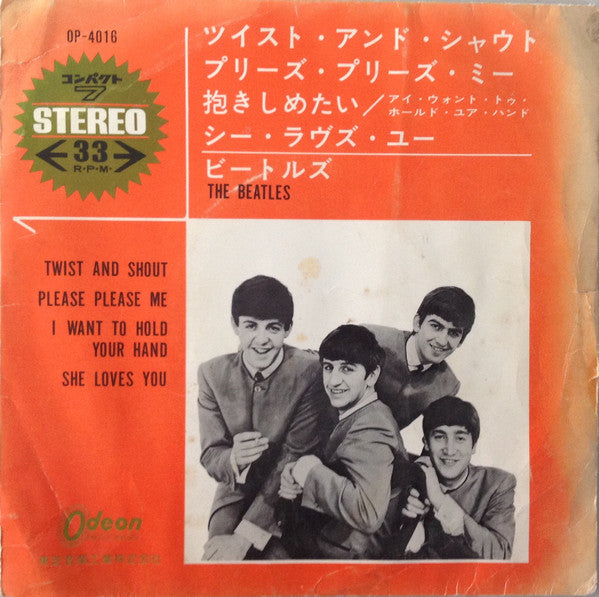 OP-4016
コンパクト
7
STEREO
33
R・P・M
ツイスト・アンド・シャウト
プリーズ・プリーズ・ミー
抱きしめたい/アイ・ウォント・トゥ・
ホールド・ユア・ハンド
シー・ラヴズ・ユー
ビートルズ
THE BEATLES
TWIST AND SHOUT
PLEASE PLEASE ME
I WANT TO HOLD
YOUR HAND
SHE LOVES YOU
Odeon